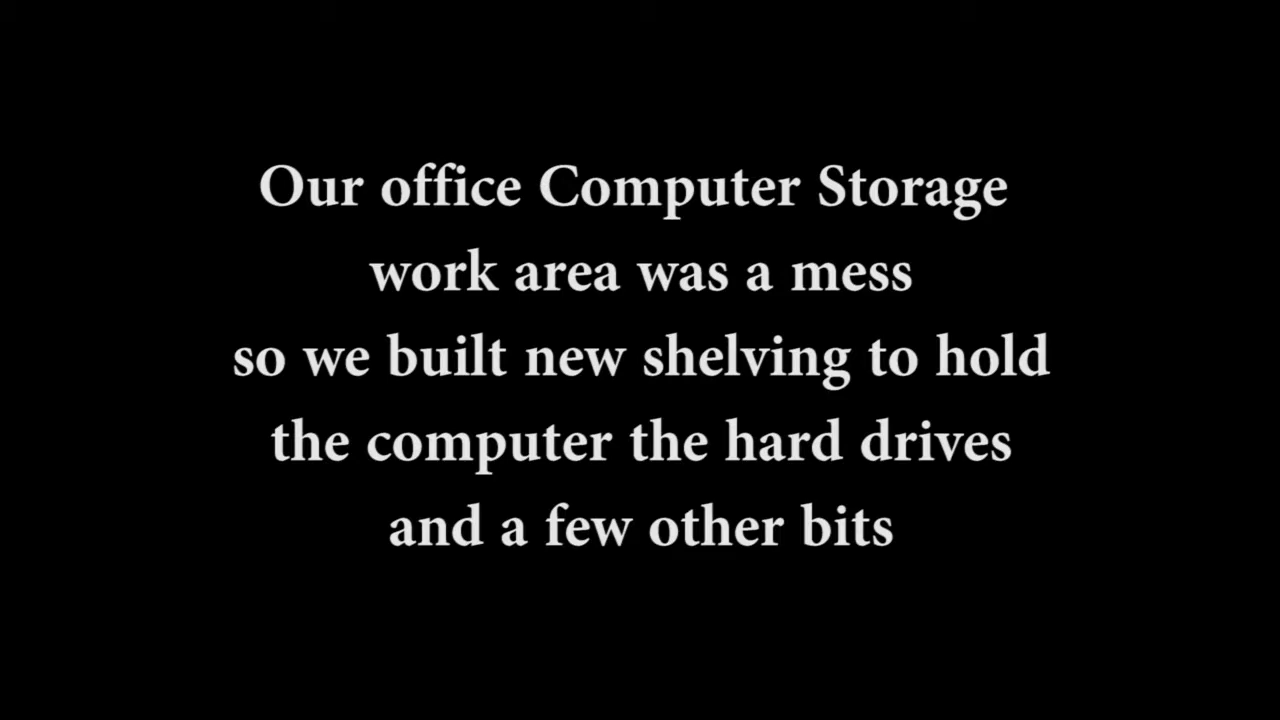 Our office Computer Storage
work area was a mess
so we built new shelving to hold
the computer the hard drives
and a few other bits